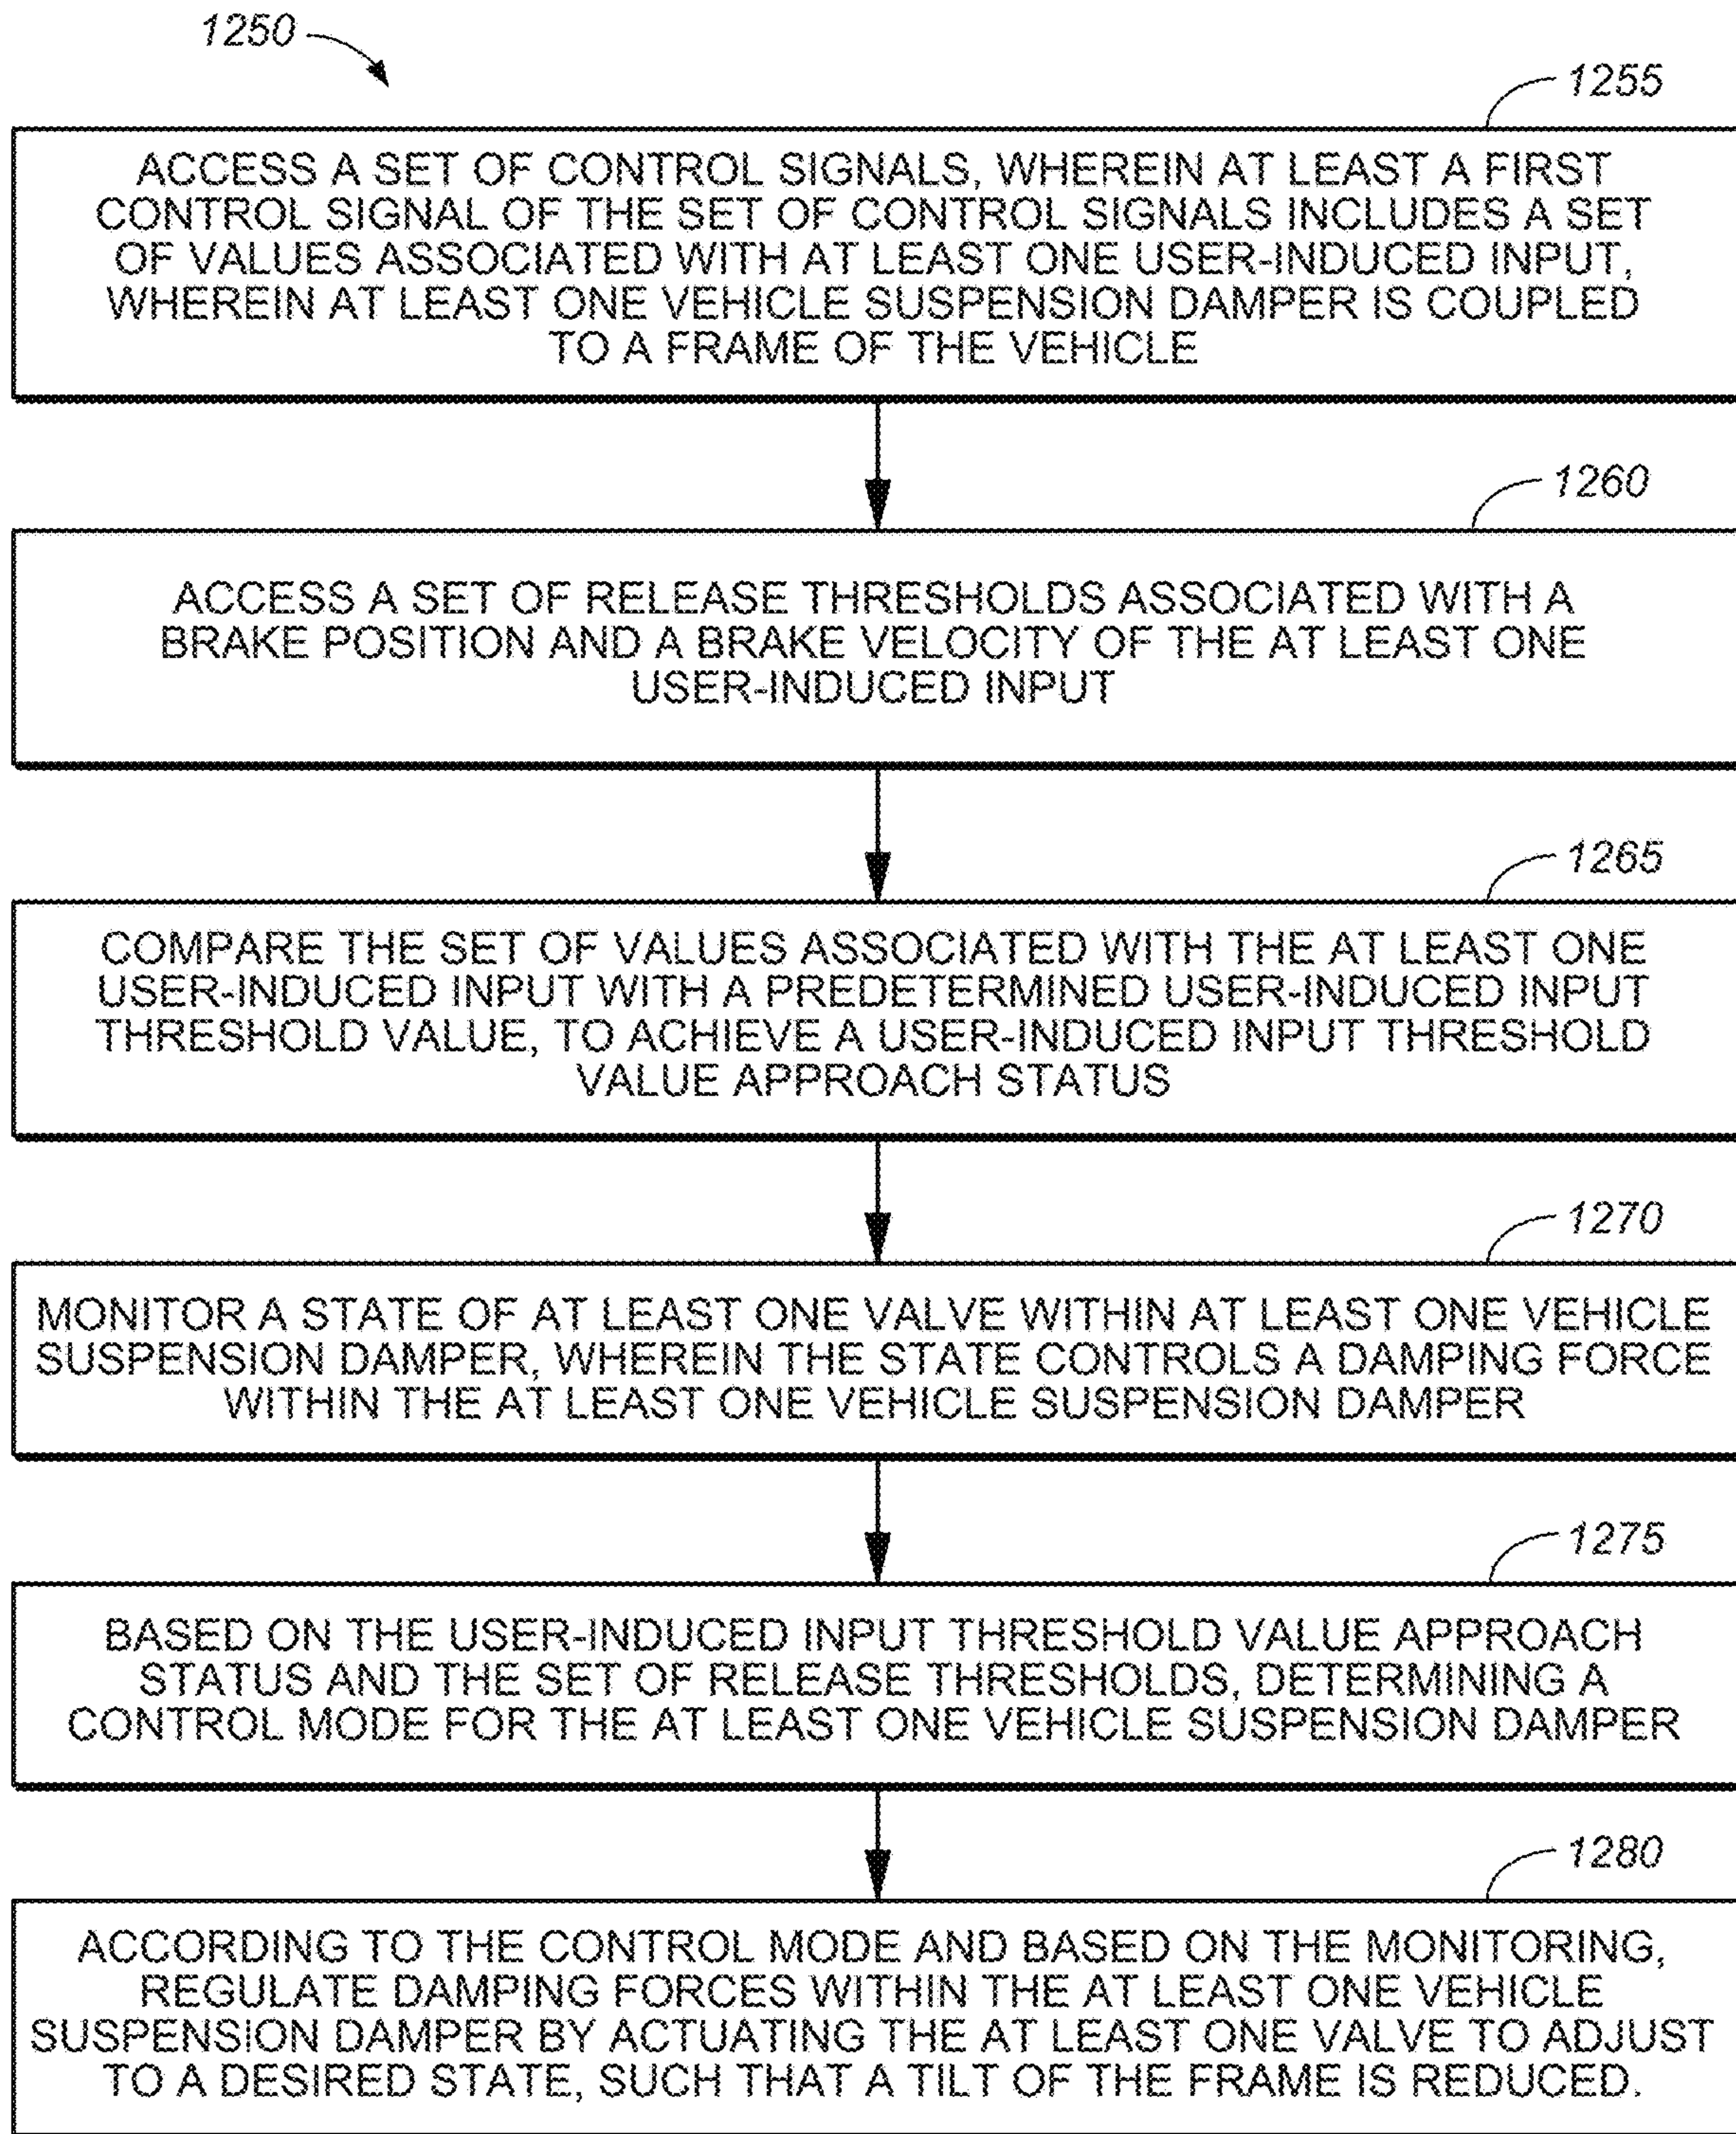 1250
1255
ACCESS A SET OF CONTROL SIGNALS, WHEREIN AT LEAST A FIRST
CONTROL SIGNAL OF THE SET OF CONTROL SIGNALS INCLUDES A SET
OF VALUES ASSOCIATED WITH AT LEAST ONE USER-INDUCED INPUT,
WHEREIN AT LEAST ONE VEHICLE SUSPENSION DAMPER IS COUPLED
TO A FRAME OF THE VEHICLE
1260
ACCESS A SET OF RELEASE THRESHOLDS ASSOCIATED WITH A
BRAKE POSITION AND A BRAKE VELOCITY OF THE AT LEAST ONE
USER-INDUCED INPUT
1265
COMPARE THE SET OF VALUES ASSOCIATED WITH THE AT LEAST ONE
USER-INDUCED INPUT WITH A PREDETERMINED USER-INDUCED INPUT
THRESHOLD VALUE, TO ACHIEVE A USER-INDUCED INPUT THRESHOLD
VALUE APPROACH STATUS
1270
MONITOR A STATE OF AT LEAST ONE VALVE WITHIN AT LEAST ONE VEHICLE
SUSPENSION DAMPER, WHEREIN THE STATE CONTROLS A DAMPING FORCE
WITHIN THE AT LEAST ONE VEHICLE SUSPENSION DAMPER
1275
BASED ON THE USER-INDUCED INPUT THRESHOLD VALUE APPROACH
STATUS AND THE SET OF RELEASE THRESHOLDS, DETERMINING A
CONTROL MODE FOR THE AT LEAST ONE VEHICLE SUSPENSION DAMPER
1280
ACCORDING TO THE CONTROL MODE AND BASED ON THE MONITORING,
REGULATE DAMPING FORCES WITHIN THE AT LEAST ONE VEHICLE
SUSPENSION DAMPER BY ACTUATING THE AT LEAST ONE VALVE TO ADJUST
TO A DESIRED STATE, SUCH THAT A TILT OF THE FRAME IS REDUCED.